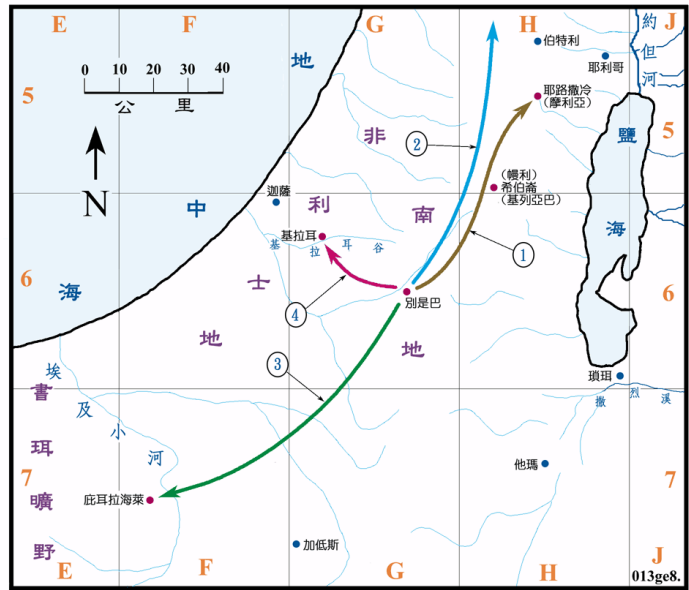 E
F
G
H
J
約但河
伯特利
耶利哥
0 10 20 30 40
公里
5
地
耶路撒冷
(摩利亞)
5
非
②
鹽
N
(幔利)
希伯崙
(基列亞巴)
迦薩
中
利
南
海
基拉耳
基拉耳谷
①
6
海
士
別是巴
6
④
地
地
③
瑣珥
撒烈溪
埃及小河
書珥曠野
7
他瑪
7
庇耳拉海萊
加低斯
E
F
G
H
J
013ge8.